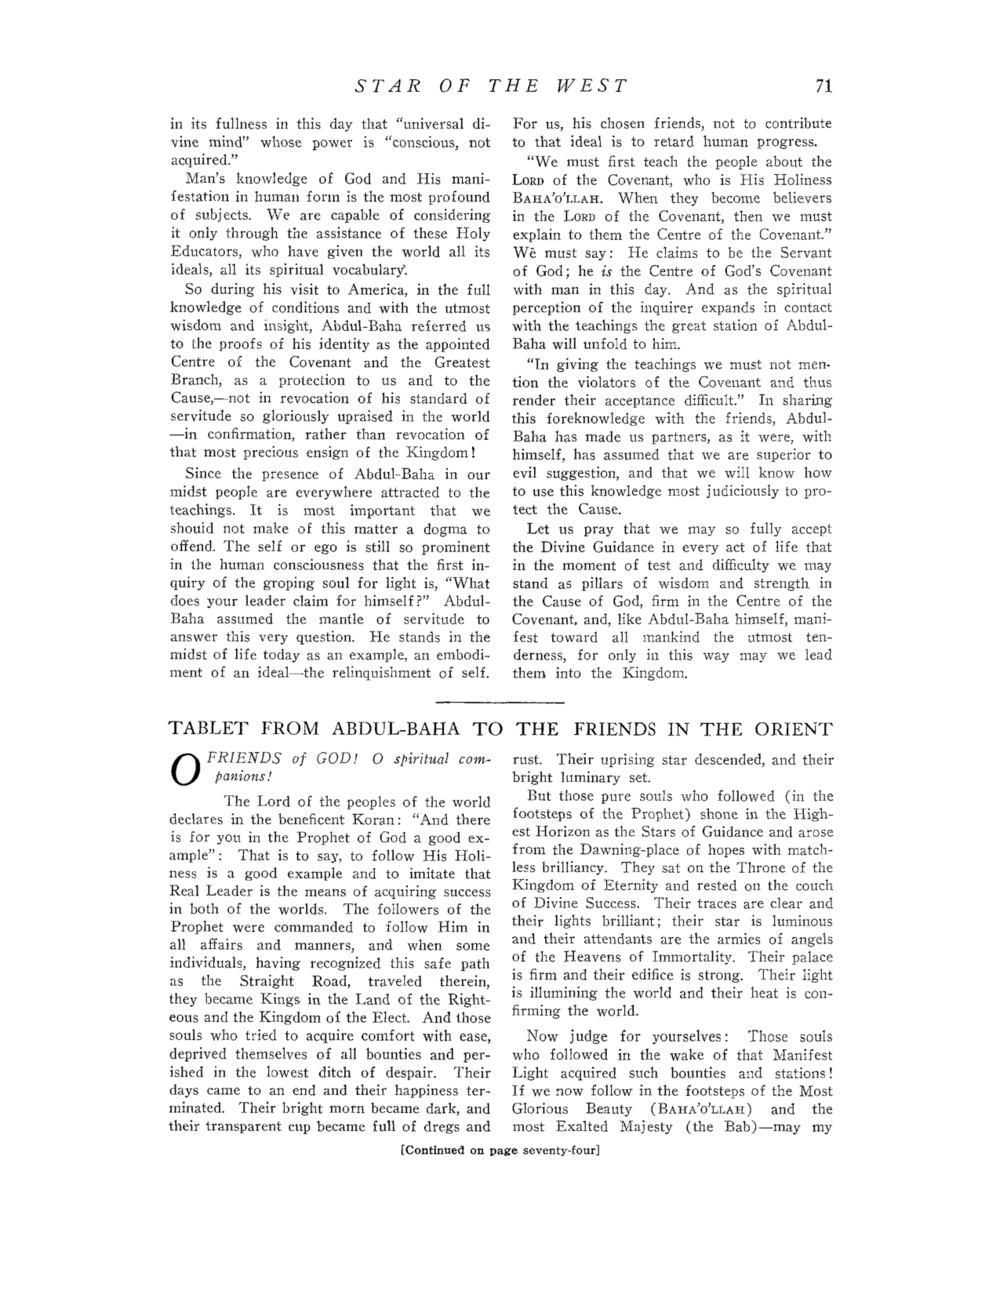 STAR OF THE WEST 71
in its fullness in this day that “universal di-
vine mind” whose power is “conscious, not
acquired.”
Man's knowledge of God and His mani-
festation in human form is the most profound
of subjects. We are capable of considering
it only through the assistance of these Holy
Educators, who have given the world all its
ideals, all its spiritual vocabulary.
So during his visit to America, in the full
knowledge of conditions and with the utmost
wisdom and insight, Abdul-Baha referred us
to the proofs of his identity as the appointed
Centre of the Covenant and the Greatest
Branch, as a protection to us and to the
Cause,—not in revocation of his standard of
servitude so gloriously upraised in the world
—in confirmation, rather than revocation of
that most precious ensign of the Kingdom!
Since the presence of Abdul-Baha in our
midst people are everywhere attracted to the
teachings. It is most important that we
should not make of this matter a dogma to
offend. The self or ego is still so prominent
in the human consciousness that the first in-
quiry of the groping soul for light is, “What
does your leader claim for himself?” Abdul-
Baha assumed the mantle of servitude to
answer this very question. He stands in the
midst of life today as an example, an embodi-
ment of an ideal—the relinquishment of self.
For us, his chosen friends, not to contribute
to that ideal is to retard human progress.
“We must first teach the people about the
LORD of the Covenant, who is His Holiness
BAHA'O'LLAH. When they become believers
in the LORD of the Covenant, then we must
explain to them the Centre of the Covenant.”
We must say: He claims to be the Servant
of God; he is the Centre of God's Covenant
with man in this day. And as the spiritual
perception of the inquirer expands in contact
with the teachings the great station of Abdul-
Baha will unfold to him.
“In giving the teachings we must not men-
tion the violators of the Covenant and thus
render their acceptance difficult.” In sharing
this foreknowledge with the friends, Abdul-
Baha has made us partners, as it were, with
himself, has assumed that we are superior to
evil suggestion, and that we will know how
to use this knowledge most judiciously to pro-
tect the Cause.
Let us pray that we may so fully accept
the Divine Guidance in every act of life that
in the moment of test and difficulty we may
stand as pillars of wisdom and strength in
the Cause of God, firm in the Centre of the
Covenant, and, like Abdul-Baha himself, mani-
fest toward all mankind the utmost ten-
derness, for only in this way may we lead
them into the Kingdom.
TABLET FROM ABDUL-BAHA TO THE FRIENDS IN THE ORIENT
O FRIENDS of GOD! O spiritual com-
panions!
The Lord of the peoples of the world
declares in the beneficent Koran: “And there
is for you in the Prophet of God a good ex-
ample”: That is to say, to follow His Holi-
ness is a good example and to imitate that
Real Leader is the means of acquiring success
in both of the worlds. The followers of the
Prophet were commanded to follow Him in
all affairs and manners, and when some
individuals, having recognized this safe path
as the Straight Road, traveled therein,
they became Kings in the Land of the Right-
eous and the Kingdom of the Elect. And those
souls who tried to acquire comfort with ease,
deprived themselves of all bounties and per-
ished in the lowest ditch of despair. Their
days came to an end and their happiness ter-
minated. Their bright morn became dark, and
their transparent cup became full of dregs and
rust. Their uprising star descended, and their
bright luminary set.
But those pure souls who followed (in the
footsteps of the Prophet) shone in the High-
est Horizon as the Stars of Guidance and arose
from the Dawning-place of hopes with match-
less brilliancy. They sat on the Throne of the
Kingdom of Eternity and rested on the couch
of Divine Success. Their traces are clear and
their lights brilliant; their star is luminous
and their attendants are the armies of angels
of the Heavens of Immortality. Their palace
is firm and their edifice is strong. Their light
is illumining the world and their heat is con-
firming the world.
Now judge for yourselves: Those souls
who followed in the wake of that Manifest
Light acquired such bounties and stations!
If we now follow in the footsteps of the Most
Glorious Beauty (BAHA'O'LLAH) and the
most Exalted Majesty (the Bab)—may my
[Continued on page seventy-four]